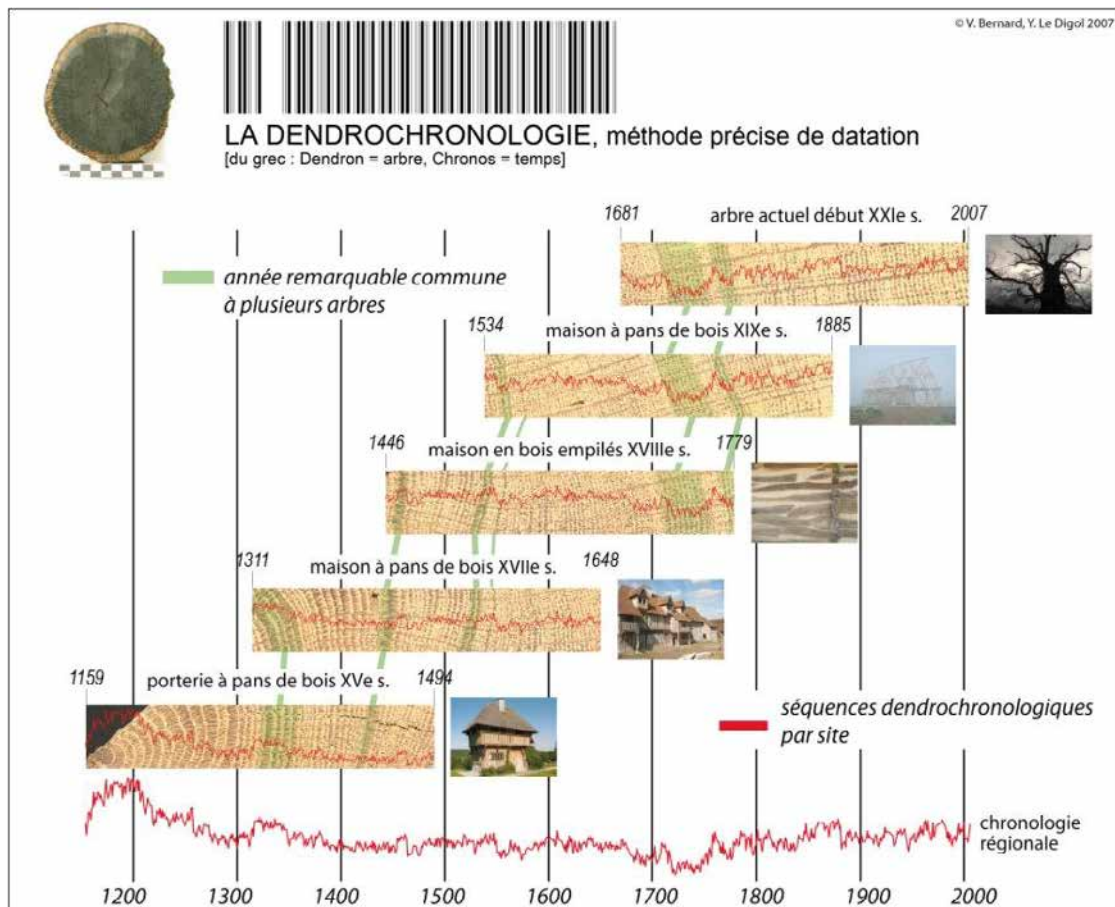 © V. Bernard, Y. Le Digol 2007
LA DENDROCHRONOLOGIE, méthode précise de datation
[du grec : Dendron = arbre, Chronos = temps]
1681
arbre actuel début XXIe s.
2007
année remarquable commune
à plusieurs arbres
1534
maison à pans de bois XIXe s.
1885
1446
maison en bois empilés XVIIIe s.
1779
1311
maison à pans de bois XVIIe s.
1648
1159
porterie à pans de bois XVe s.
1494
séquences dendrochronologiques
par site
chronologie
régionale
1200 1300 1400 1500 1600 1700 1800 1900 2000